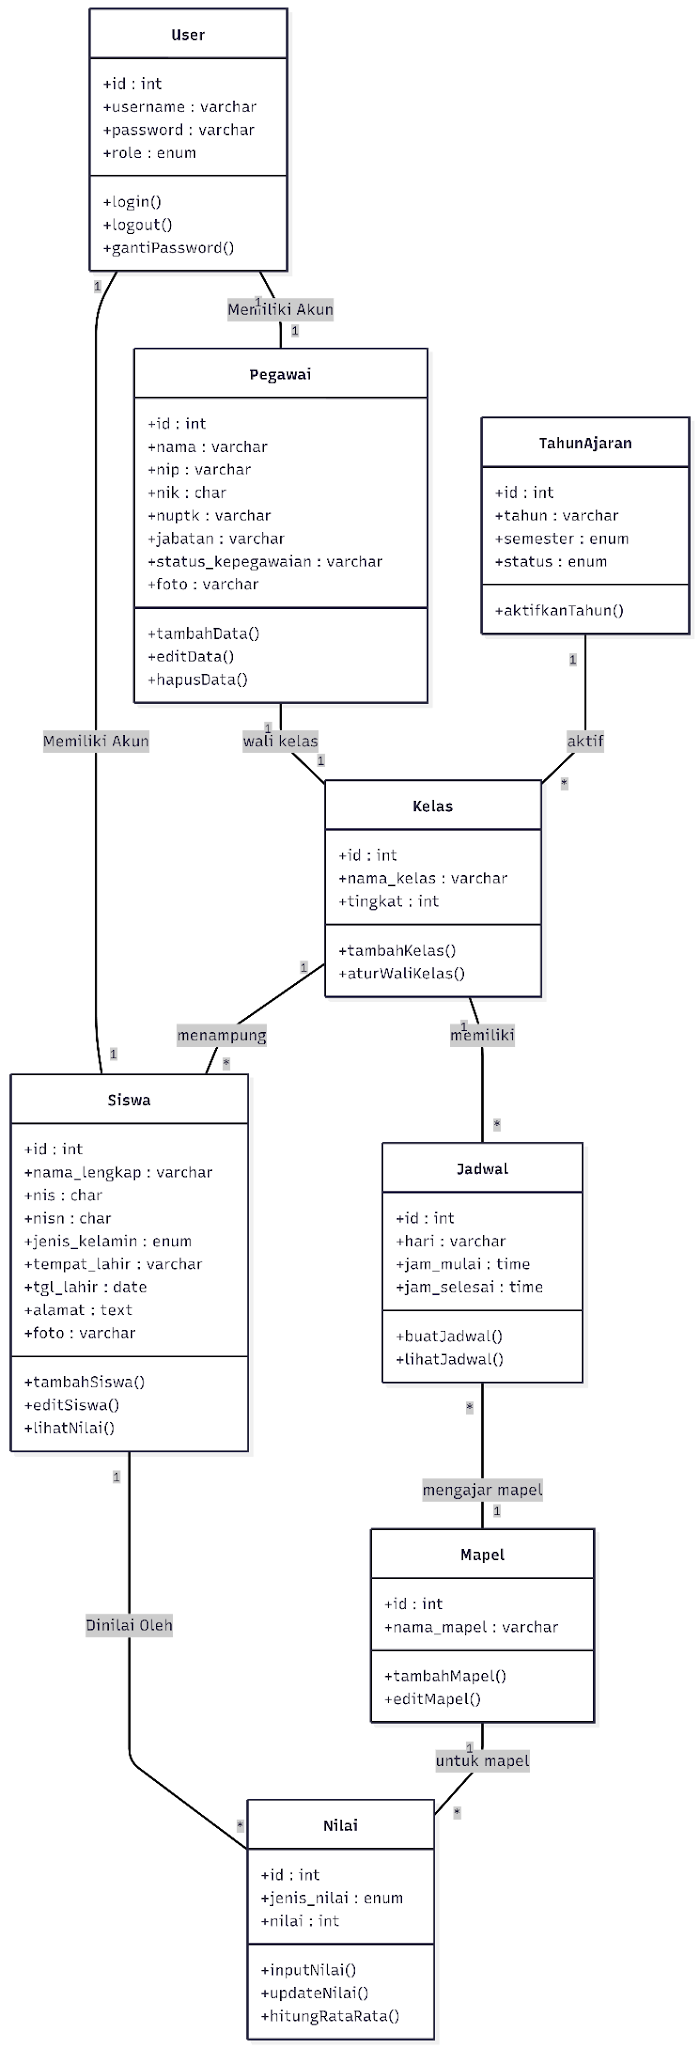 User
+id : int
+username : varchar
+password : varchar
+role : enum
+login()
+logout()
+gantiPassword()
1
1
Memiliki Akun
1
Pegawai
+id : int
+nama : varchar
+nip : varchar
+nik : char
+nuptk : varchar
+jabatan : varchar
+status_kepegawaian : varchar
+foto : varchar
+tambahData()
+editData()
+hapusData()
TahunAjaran
+id : int
+tahun : varchar
+semester : enum
+status : enum
+aktifkanTahun()
1
Memiliki Akun
1
wali kelas
1
aktif
*
Kelas
+id : int
+nama_kelas : varchar
+tingkat : int
+tambahKelas()
+aturWaliKelas()
1
menampung
*
1
memiliki
*
1
Siswa
+id : int
+nama_lengkap : varchar
+nis : char
+nisn : char
+jenis_kelamin : enum
+tempat_lahir : varchar
+tgl_lahir : date
+alamat : text
+foto : varchar
+tambahSiswa()
+editSiswa()
+lihatNilai()
Jadwal
+id : int
+hari : varchar
+jam_mulai : time
+jam_selesai : time
+buatJadwal()
+lihatJadwal()
*
mengajar mapel
1
1
Dinilai Oleh
*
Mapel
+id : int
+nama_mapel : varchar
+tambahMapel()
+editMapel()
1
untuk mapel
*
Nilai
+id : int
+jenis_nilai : enum
+nilai : int
+inputNilai()
+updateNilai()
+hitungRataRata()